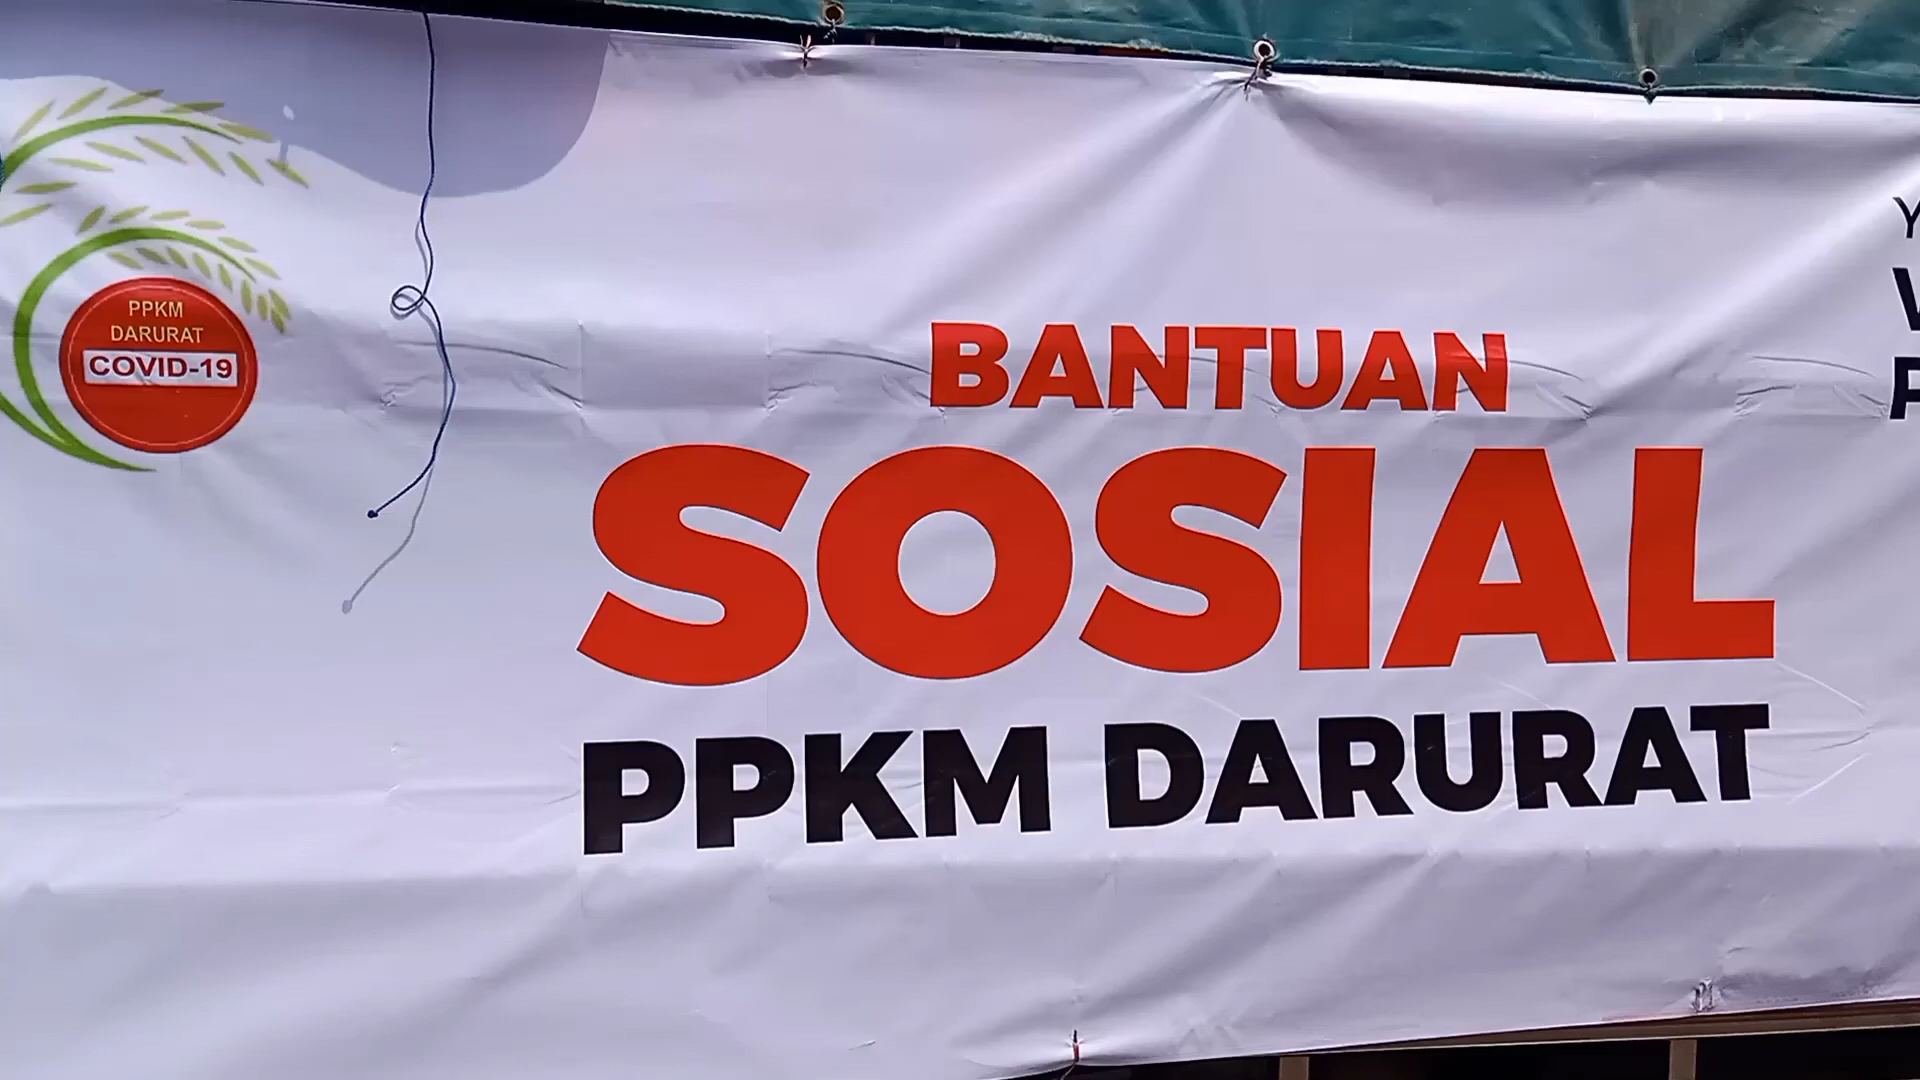 PPKM
DARURAT
COVID-19
BANTUAN
SOSIAL
PPKM DARURAT